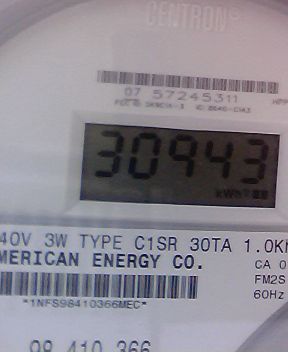 CENTRON®
07 57245311
30943
kWh
40V 3W TYPE C1SR 30TA 1.0K
MERICAN ENERGY CO.
CA 0
FM2S
60Hz
*1NFS98410366MEC*
98 410 366